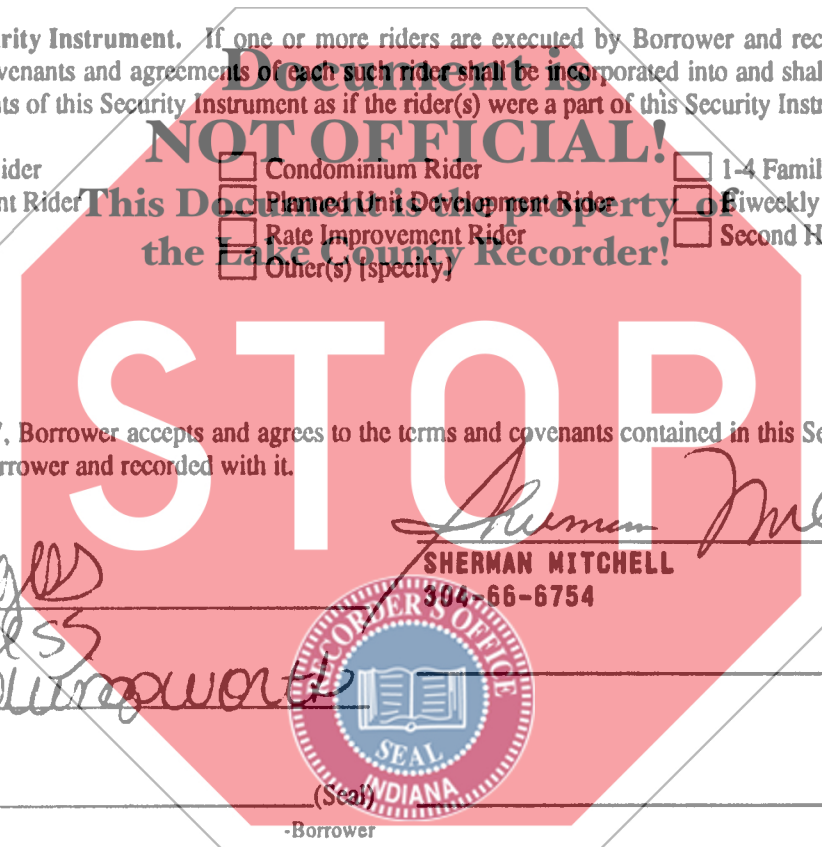 rity Instrument. If one or more riders are executed by Borrower and rec
venants and agreements of each such rider shall be incorporated into and shal
ts of this Security Instrument as if the rider(s) were a part of this Security Instr
Document is
NOT OFFICIAL!
This Document is the property of
the Lake County Recorder!
ider Condominium Rider 1-4 Famil
nt Rider Planned Unit Development Rider Biweekly
Rate Improvement Rider Second H
Other(s) [specify]
STOP
, Borrower accepts and agrees to the terms and covenants contained in this Se
rrower and recorded with it.
Sherman
SHERMAN MITCHELL
304-66-6754
RECORDER'S OFFICE
SEAL
INDIANA
(Seal)
-Borrower